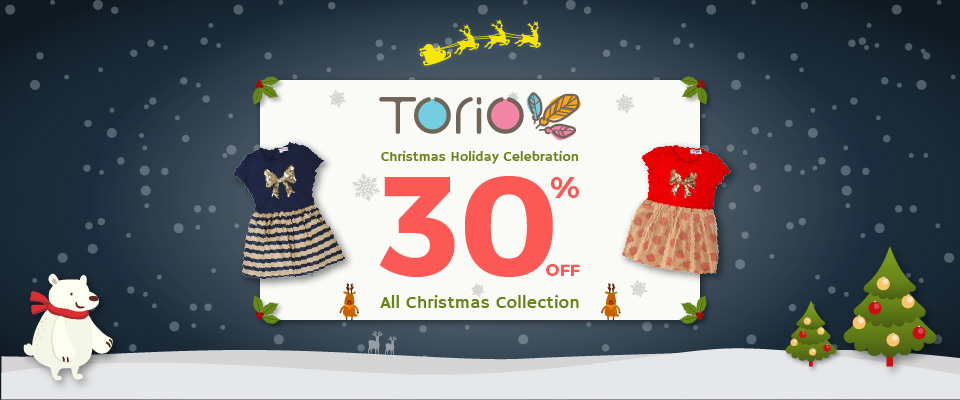 Torio
Christmas Holiday Celebration
30%
OFF
All Christmas Collection